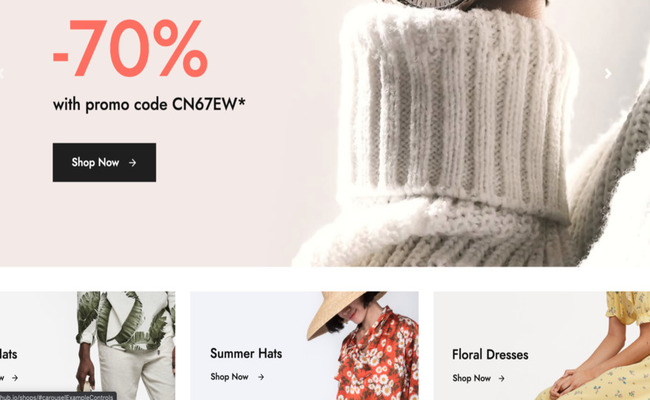 -70%
with promo code CN67EW*
Shop Now
Summer Hats
Shop Now
Floral Dresses
Shop Now
hub.io/shops/#carouselExampleControls